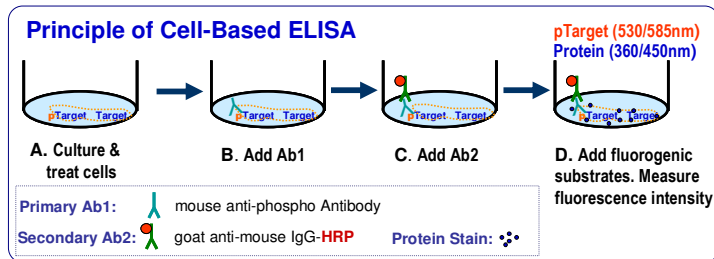 Principle of Cell-Based ELISA
pTarget (530/585nm)
Protein (360/450nm)
pTarget Target
pTarget Target
pTarget Target
pTarget Target
A. Culture &
treat cells
B. Add Ab1
C. Add Ab2
D. Add fluorogenic
substrates. Measure
fluorescence intensity
Primary Ab1: mouse anti-phospho Antibody
Secondary Ab2: goat anti-mouse IgG-HRP Protein Stain: